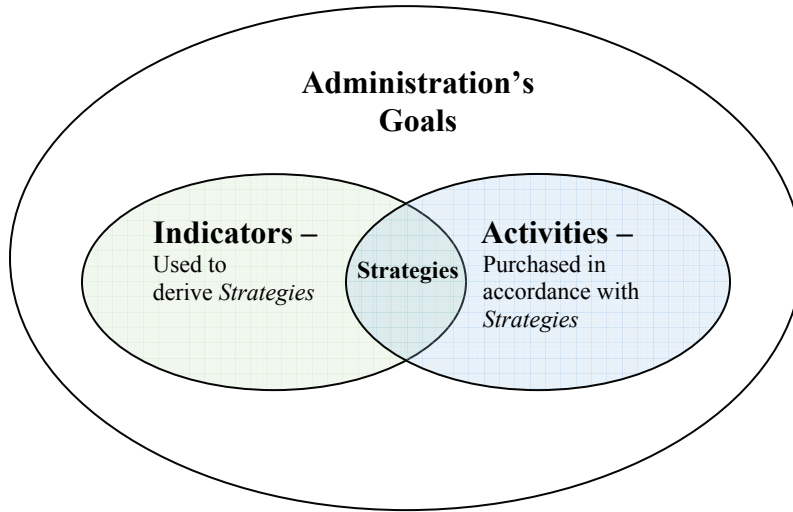 Administration’s
Goals
Indicators –
Used to
derive Strategies
Strategies
Activities –
Purchased in
accordance with
Strategies